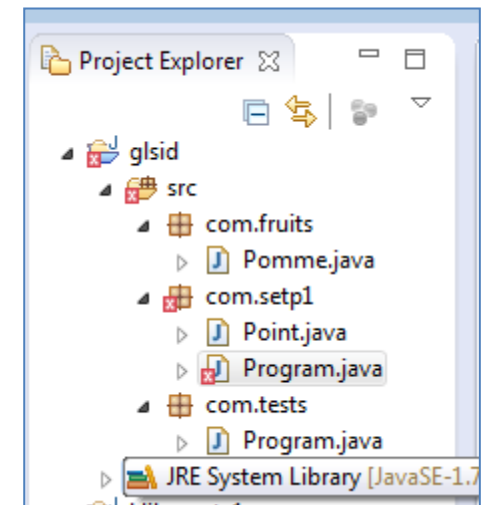 Project Explorer
glsid
src
com.fruits
Pomme.java
com.setp1
Point.java
Program.java
com.tests
Program.java
JRE System Library [JavaSE-1.7